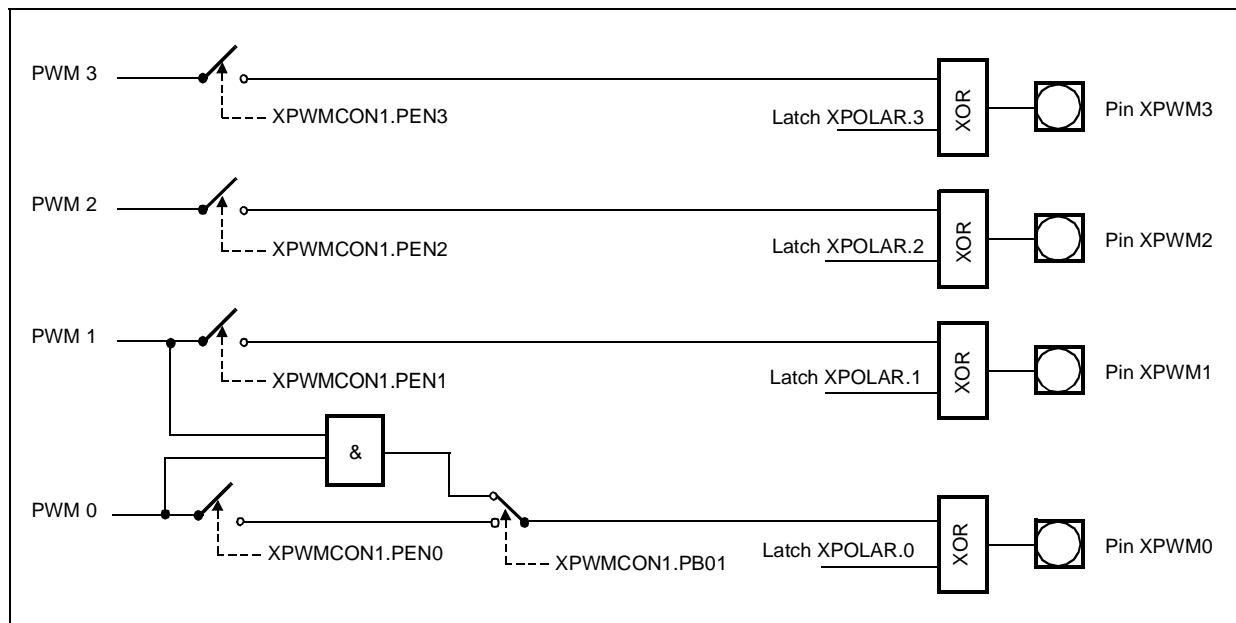 PWM 3
XPWMCON1.PEN3
Latch XPOLAR.3
XOR
Pin XPWM3
PWM 2
XPWMCON1.PEN2
Latch XPOLAR.2
XOR
Pin XPWM2
PWM 1
XPWMCON1.PEN1
Latch XPOLAR.1
XOR
Pin XPWM1
&
PWM 0
XPWMCON1.PEN0
XPWMCON1.PB01
Latch XPOLAR.0
XOR
Pin XPWM0